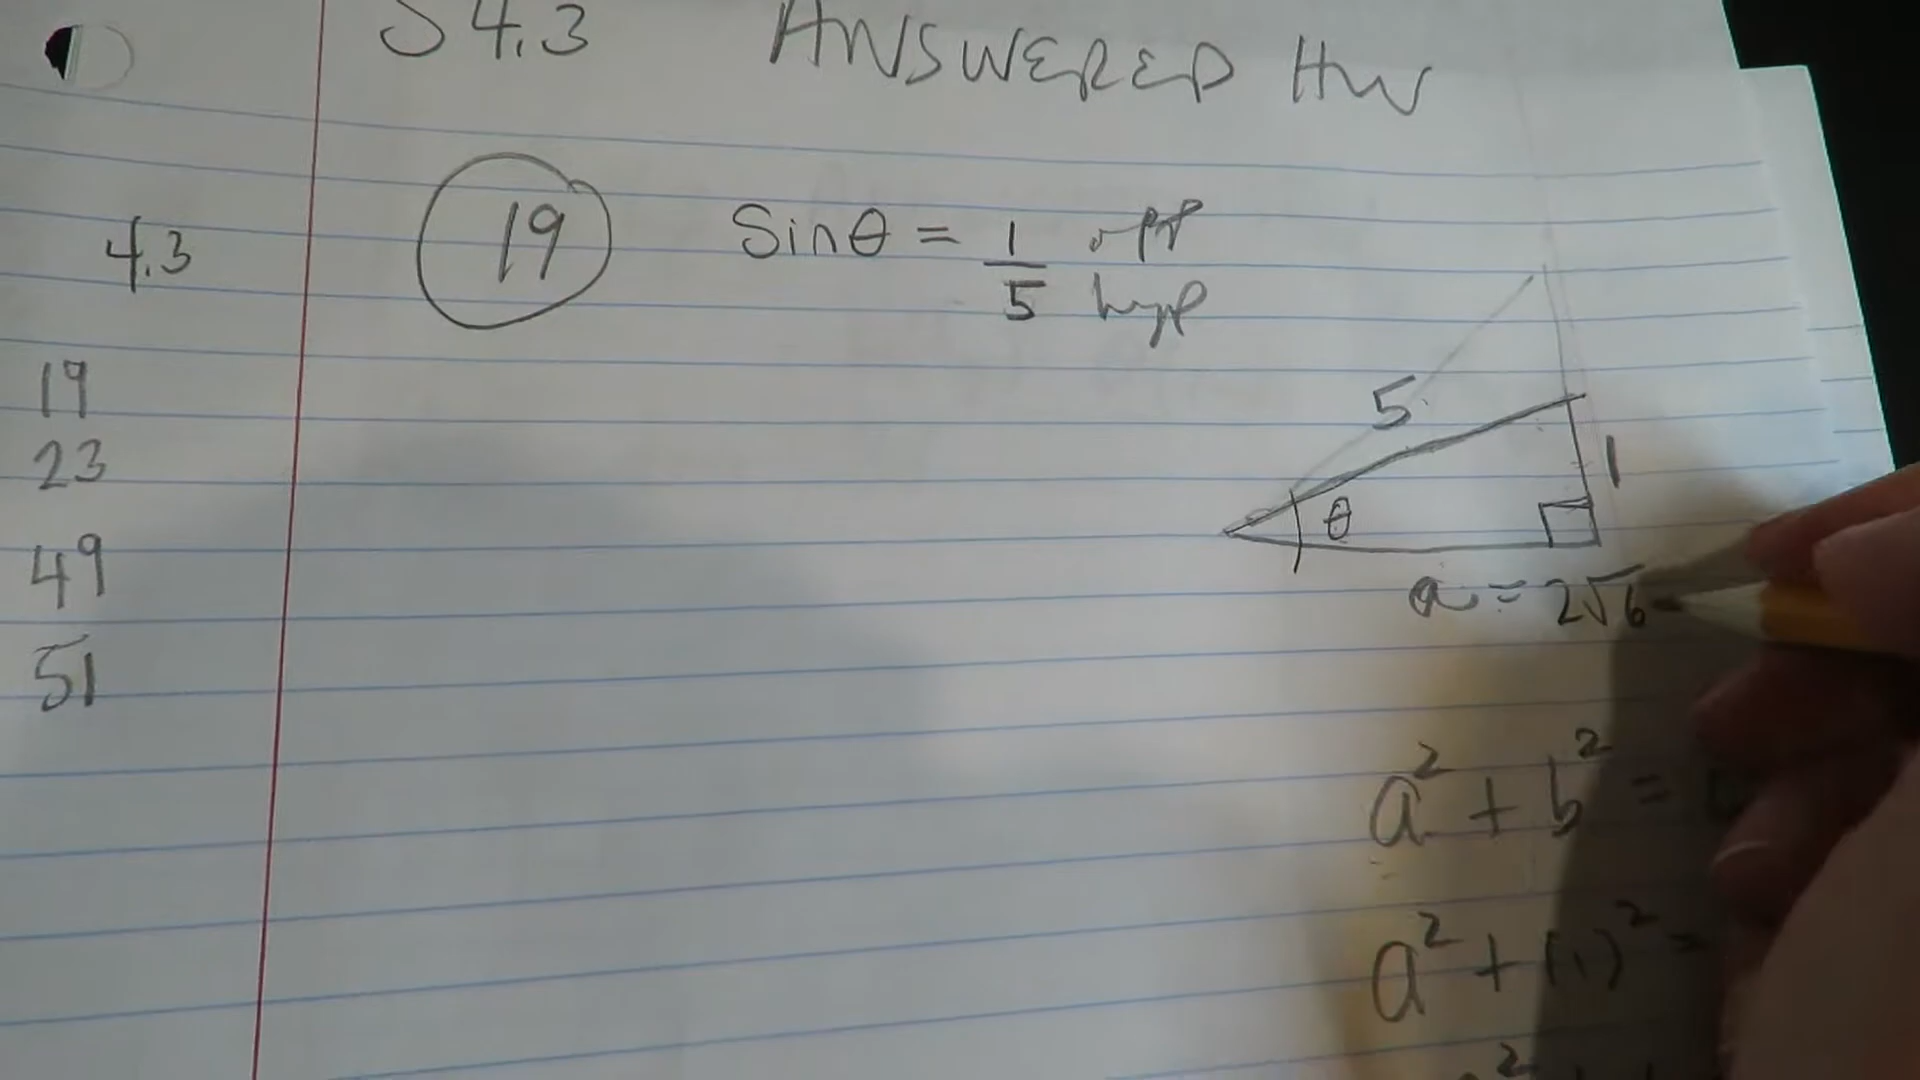 S 4.3 ANSWERED HW
4.3
19
23
49
51
19
Sinθ = 1/5 opp/hyp
5
1
θ
a = 2√6
a² + b² =
a² + (1)² =